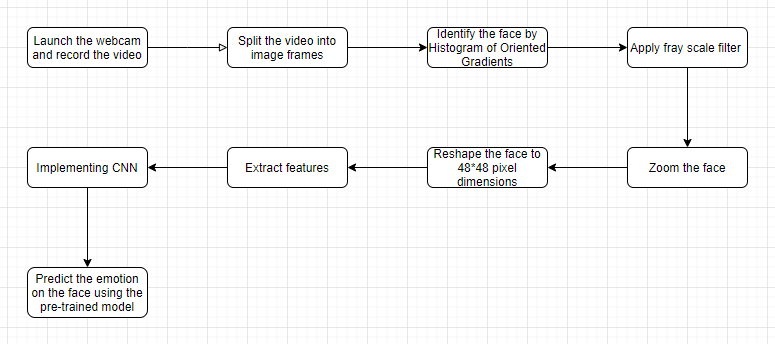 Launch the webcam
and record the video
Split the video into
image frames
Identify the face by
Histogram of Oriented
Gradients
Apply fray scale filter
Zoom the face
Reshape the face to
48*48 pixel
dimensions
Extract features
Implementing CNN
Predict the emotion
on the face using the
pre-trained model